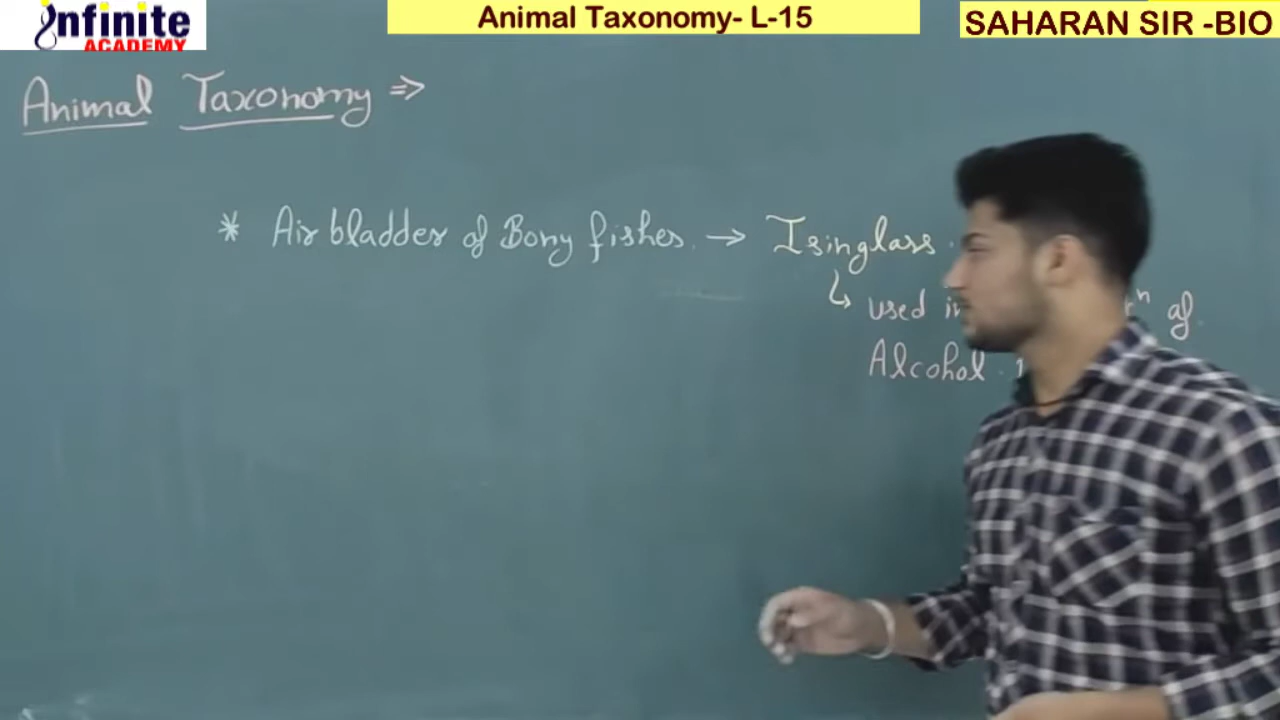 infinite
ACADEMY
Animal Taxonomy- L-15
SAHARAN SIR -BIO
Animal Taxonomy ⇒
* Air bladder of Bony fishes. → Isinglass.
↳ used in of
Alcohol.